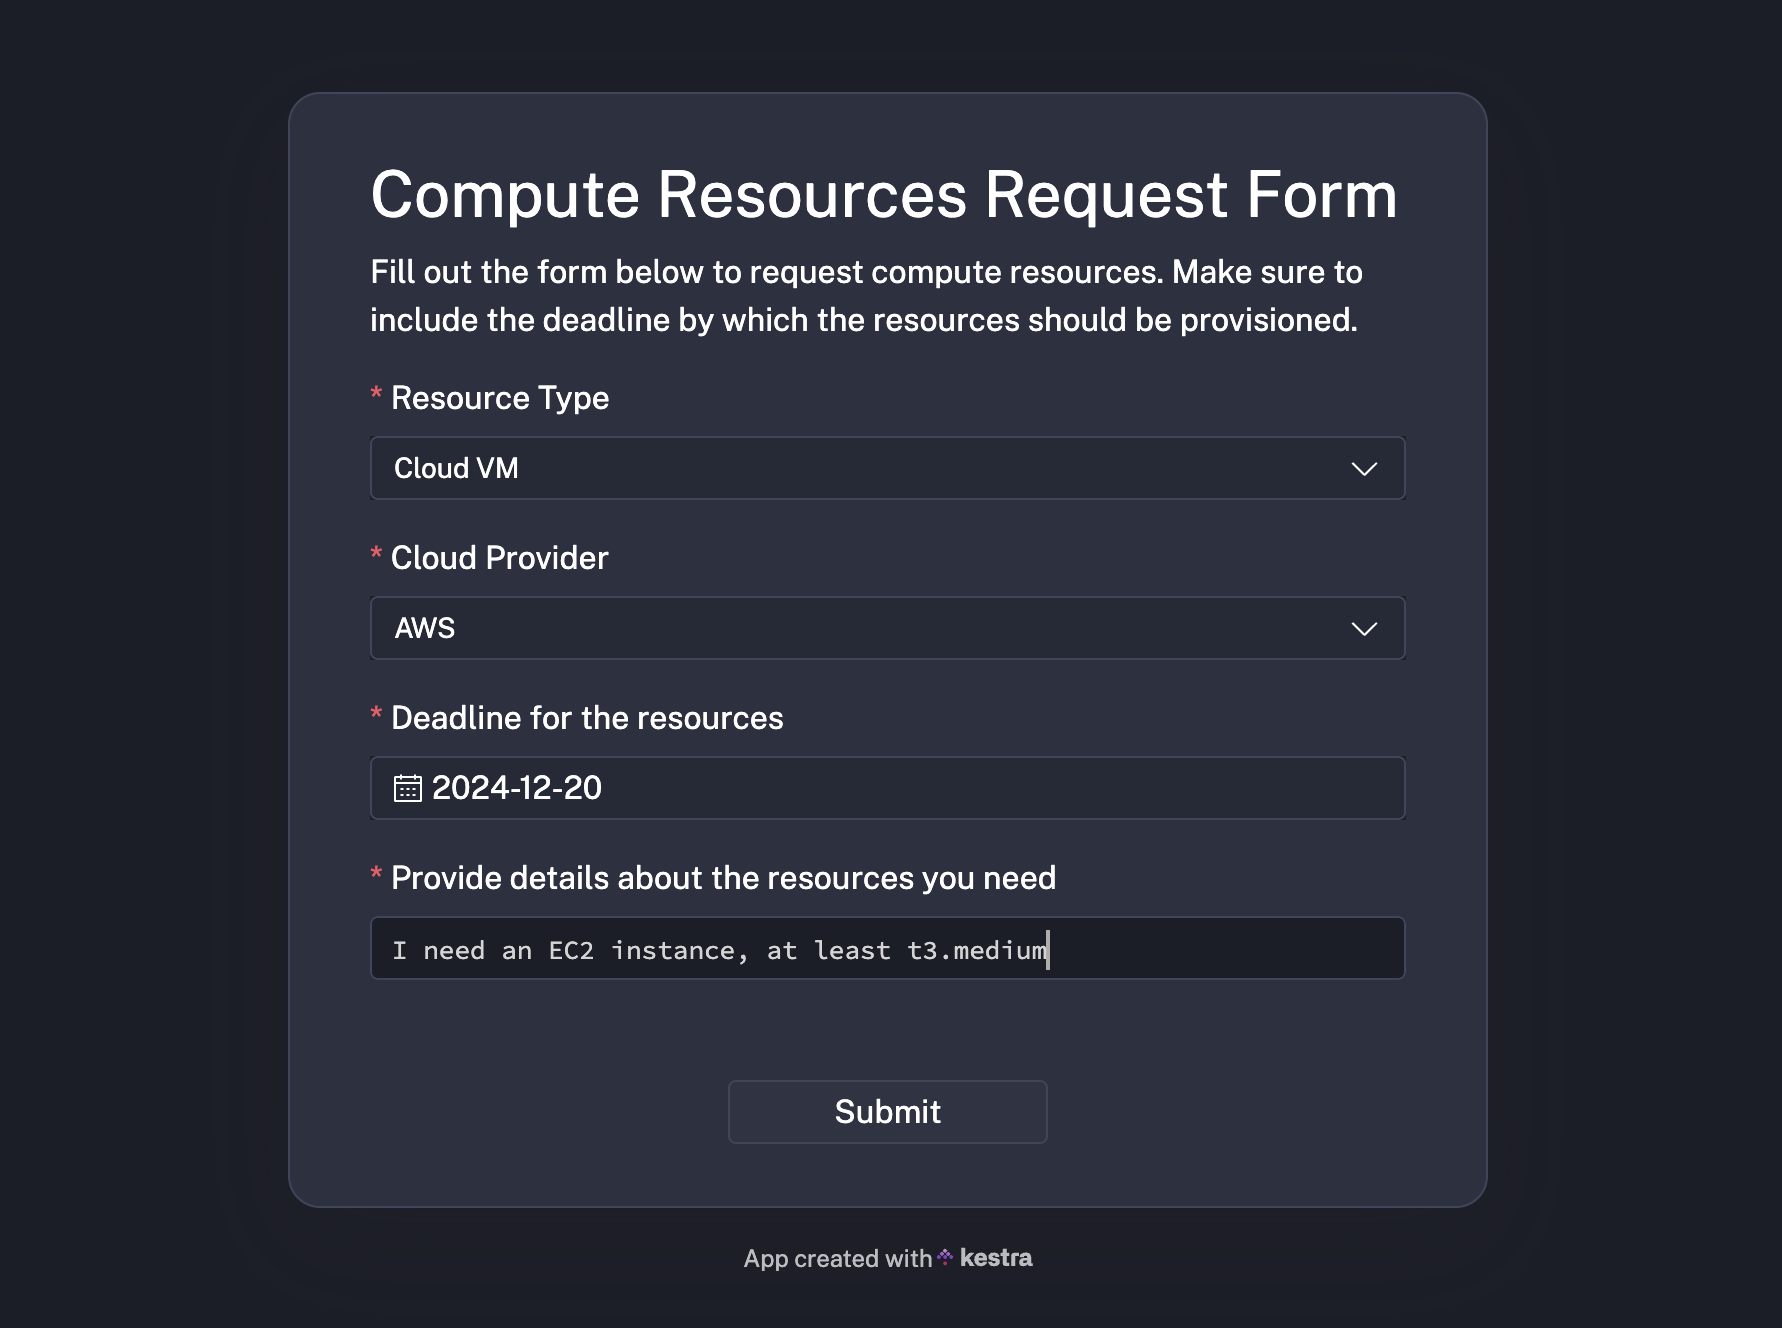 Compute Resources Request Form
Fill out the form below to request compute resources. Make sure to
include the deadline by which the resources should be provisioned.
* Resource Type
Cloud VM
* Cloud Provider
AWS
* Deadline for the resources
2024-12-20
* Provide details about the resources you need
I need an EC2 instance, at least t3.medium
Submit
App created with kestra